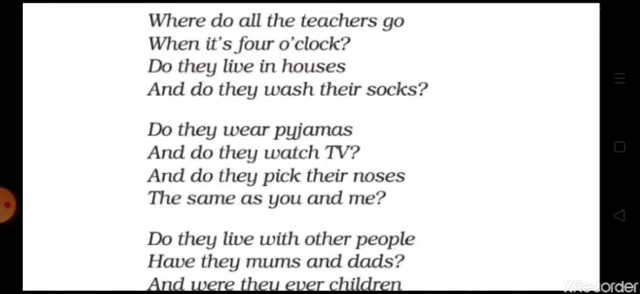 Where do all the teachers go
When it's four o'clock?
Do they live in houses
And do they wash their socks?
Do they wear pyjamas
And do they watch TV?
And do they pick their noses
The same as you and me?
Do they live with other people
Have they mums and dads?
And were they ever children
XRecorder